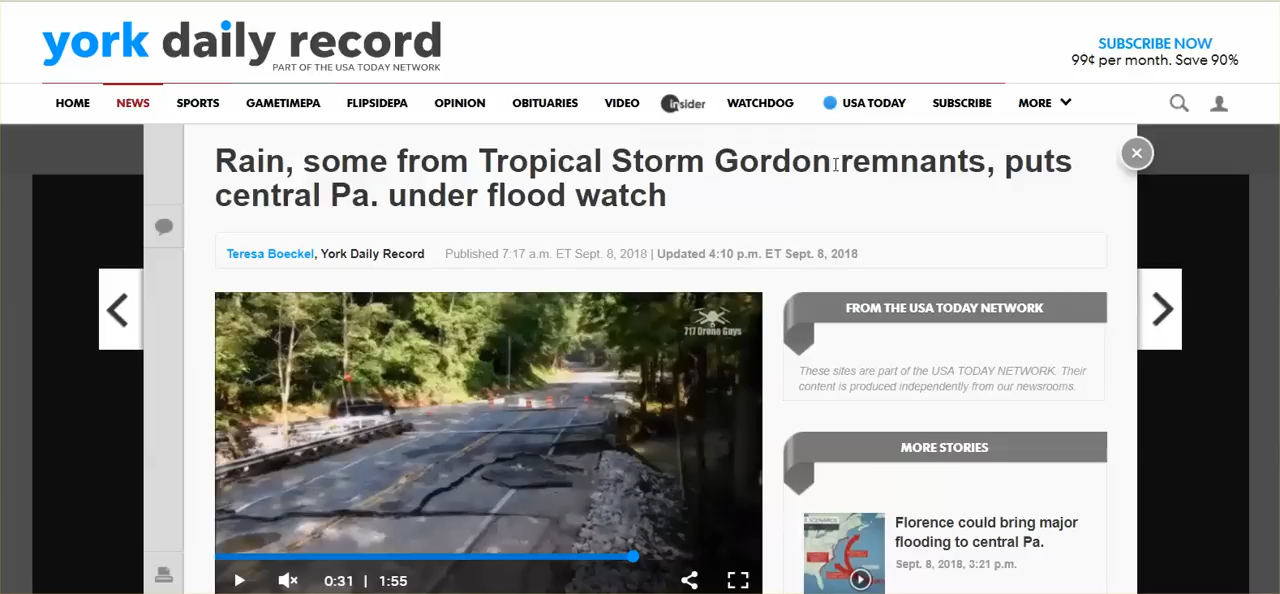 york daily record
PART OF THE USA TODAY NETWORK
SUBSCRIBE NOW
99¢ per month. Save 90%
HOME NEWS SPORTS GAMETIMEPA FLIPSIDEPA OPINION OBITUARIES VIDEO Insider WATCHDOG USA TODAY SUBSCRIBE MORE
Rain, some from Tropical Storm Gordon remnants, puts
central Pa. under flood watch
Teresa Boeckel, York Daily Record Published 7:17 a.m. ET Sept. 8, 2018 | Updated 4:10 p.m. ET Sept. 8, 2018
717 Drone Guys
0:31 | 1:55
FROM THE USA TODAY NETWORK
These sites are part of the USA TODAY NETWORK. Their
content is produced independently from our newsrooms.
MORE STORIES
Florence could bring major
flooding to central Pa.
Sept. 8, 2018, 3:21 p.m.